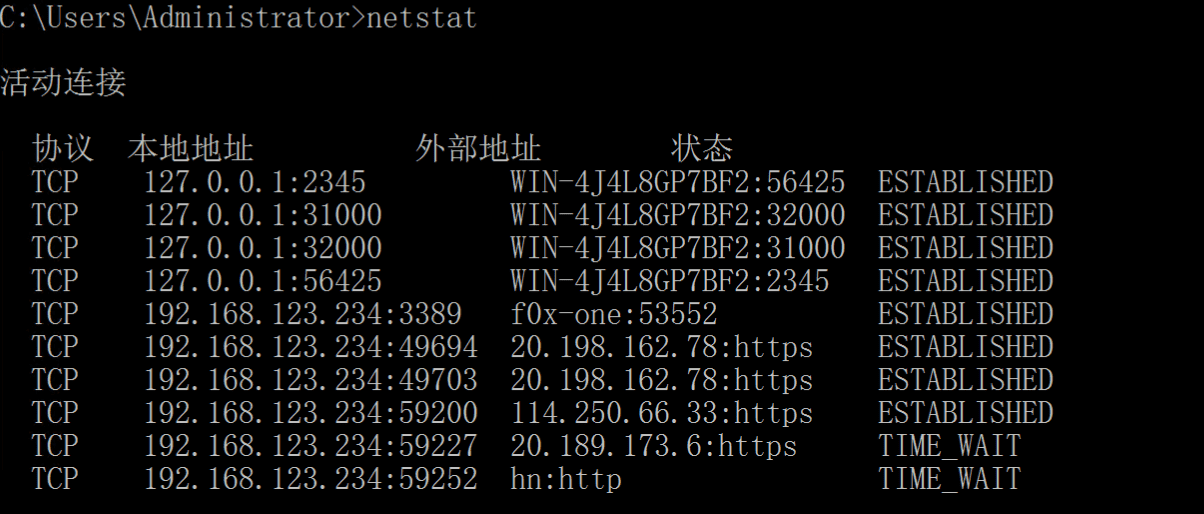 C:\Users\Administrator>netstat
活动连接
协议 本地地址 外部地址 状态
TCP 127.0.0.1:2345 WIN-4J4L8GP7BF2:56425 ESTABLISHED
TCP 127.0.0.1:31000 WIN-4J4L8GP7BF2:32000 ESTABLISHED
TCP 127.0.0.1:32000 WIN-4J4L8GP7BF2:31000 ESTABLISHED
TCP 127.0.0.1:56425 WIN-4J4L8GP7BF2:2345 ESTABLISHED
TCP 192.168.123.234:3389 f0x-one:53552 ESTABLISHED
TCP 192.168.123.234:49694 20.198.162.78:https ESTABLISHED
TCP 192.168.123.234:49703 20.198.162.78:https ESTABLISHED
TCP 192.168.123.234:59200 114.250.66.33:https ESTABLISHED
TCP 192.168.123.234:59227 20.189.173.6:https TIME_WAIT
TCP 192.168.123.234:59252 hn:http TIME_WAIT